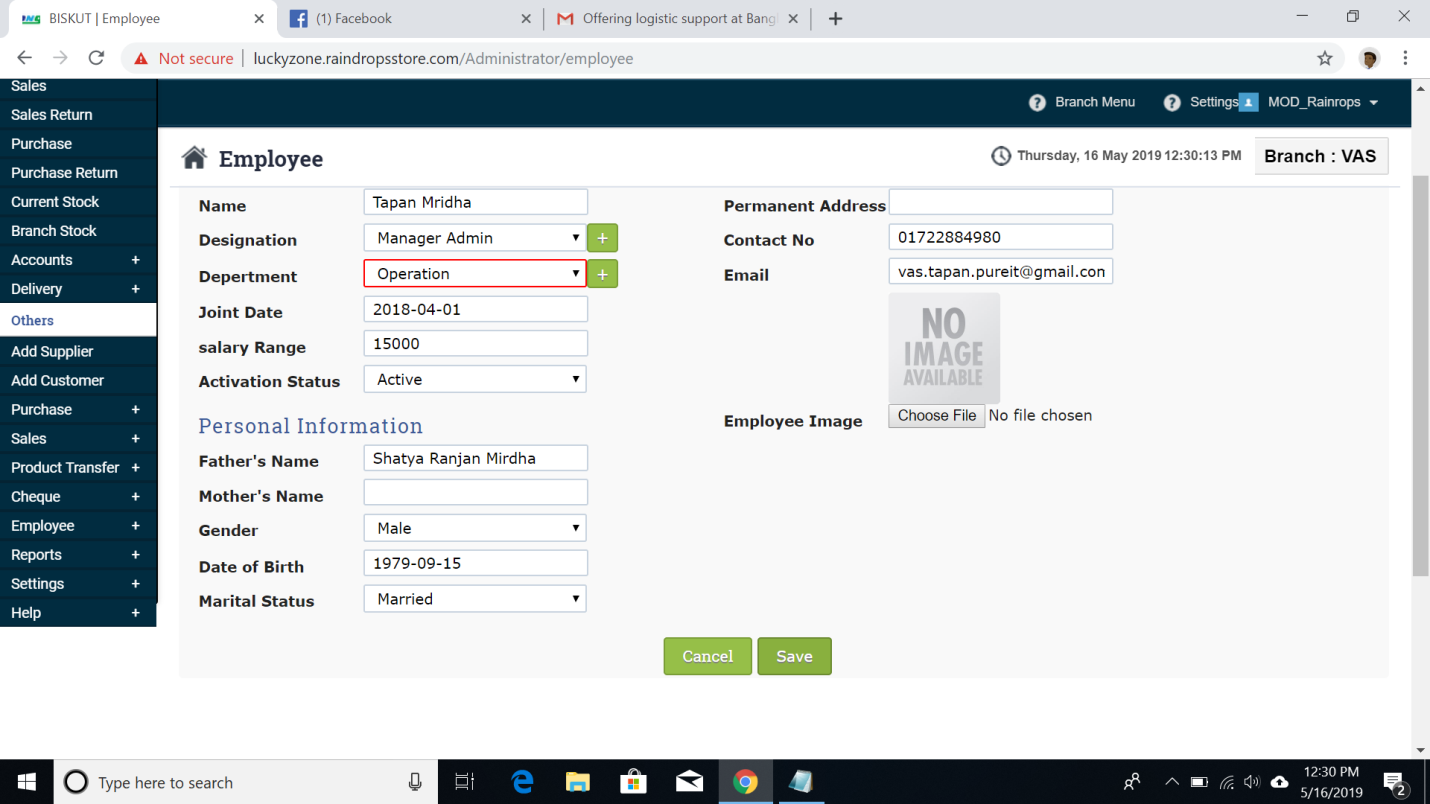 BISKUT | Employee
(1) Facebook
Offering logistic support at Bang
Not secure | luckyzone.raindropsstore.com/Administrator/employee
Sales
Sales Return
Purchase
Purchase Return
Current Stock
Branch Stock
Accounts +
Delivery +
Others
Add Supplier
Add Customer
Purchase +
Sales +
Product Transfer +
Cheque +
Employee +
Reports +
Settings +
Help +
? Branch Menu ? Settings MOD_Rainrops
Employee
Thursday, 16 May 2019 12:30:13 PM
Branch : VAS
Name Tapan Mridha
Designation Manager Admin +
Depertment Operation +
Joint Date 2018-04-01
salary Range 15000
Activation Status Active
Personal Information
Father's Name Shatya Ranjan Mirdha
Mother's Name
Gender Male
Date of Birth 1979-09-15
Marital Status Married
Permanent Address
Contact No 01722884980
Email vas.tapan.pureit@gmail.con
NO
IMAGE
AVAILABLE
Employee Image Choose File No file chosen
Cancel Save
Type here to search
12:30 PM
5/16/2019
2